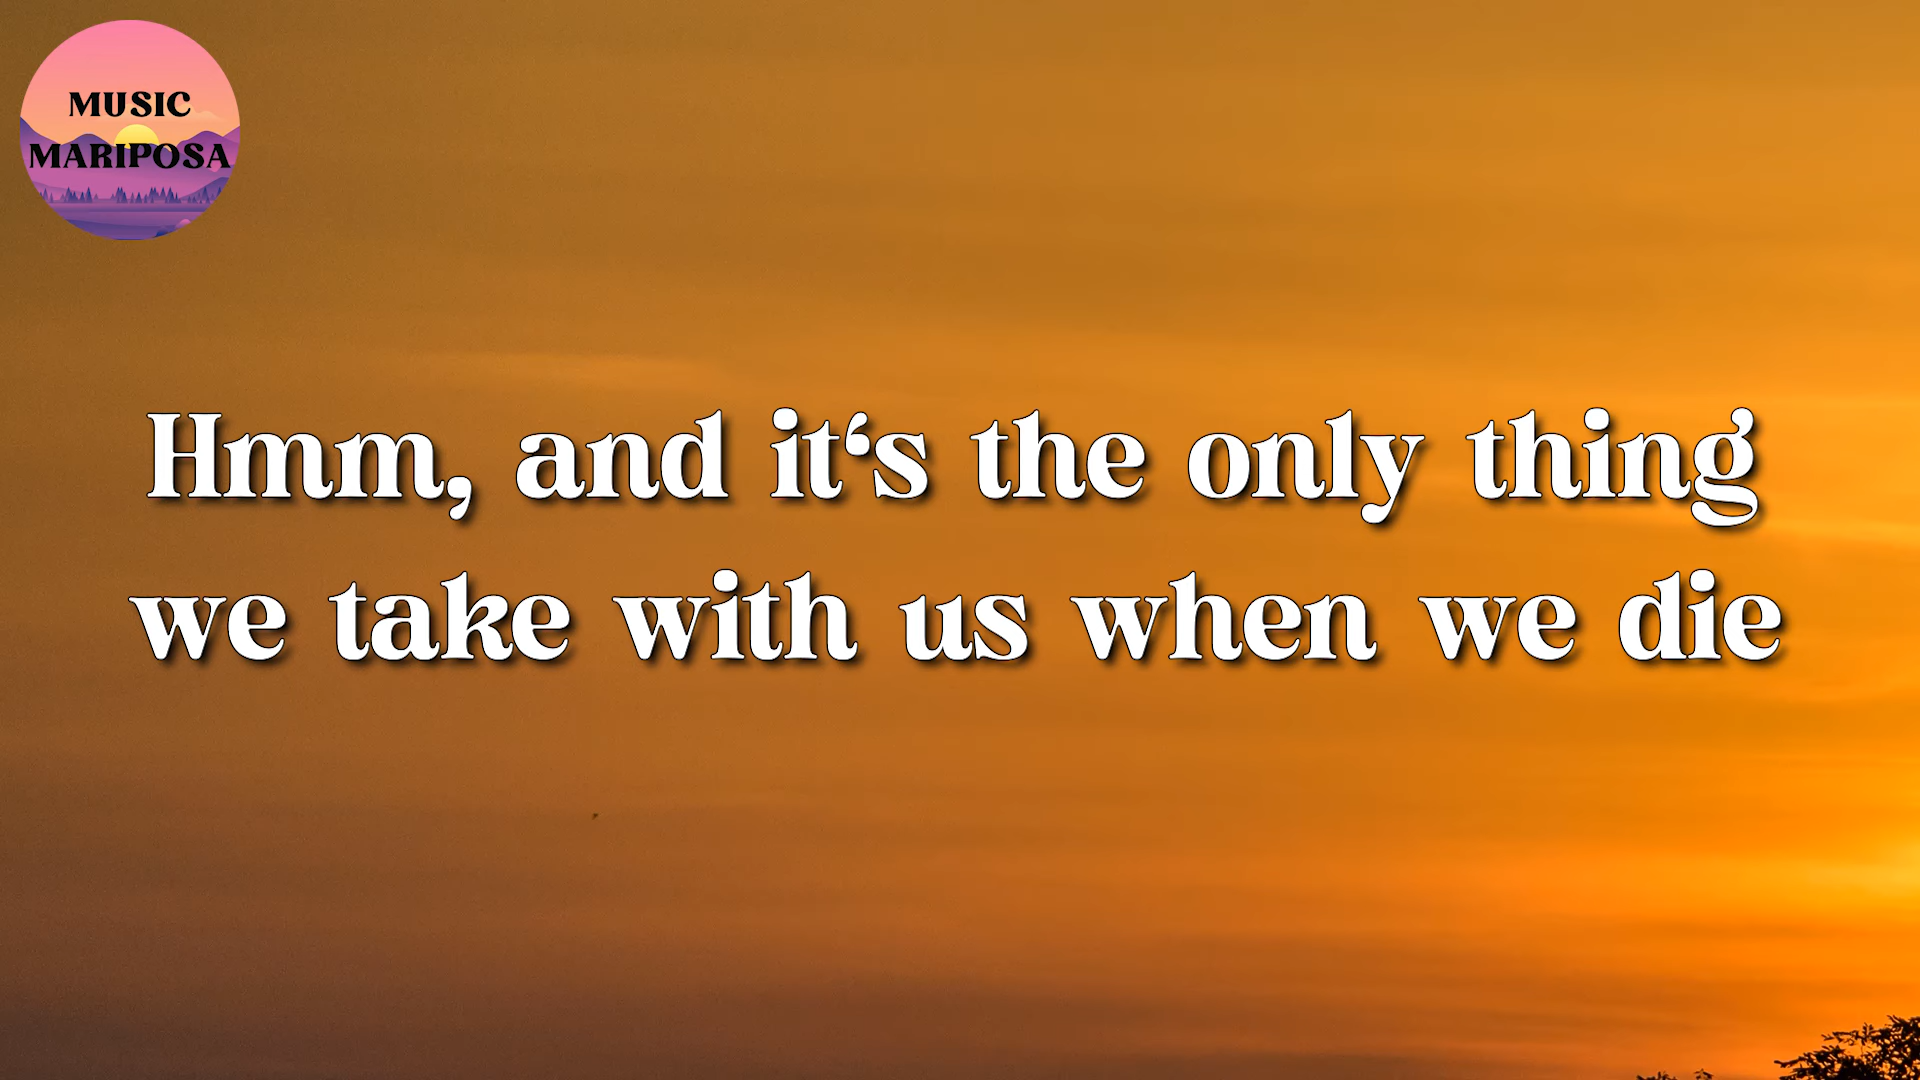 MUSIC
MARIPOSA
Hmm, and it‘s the only thing
we take with us when we die